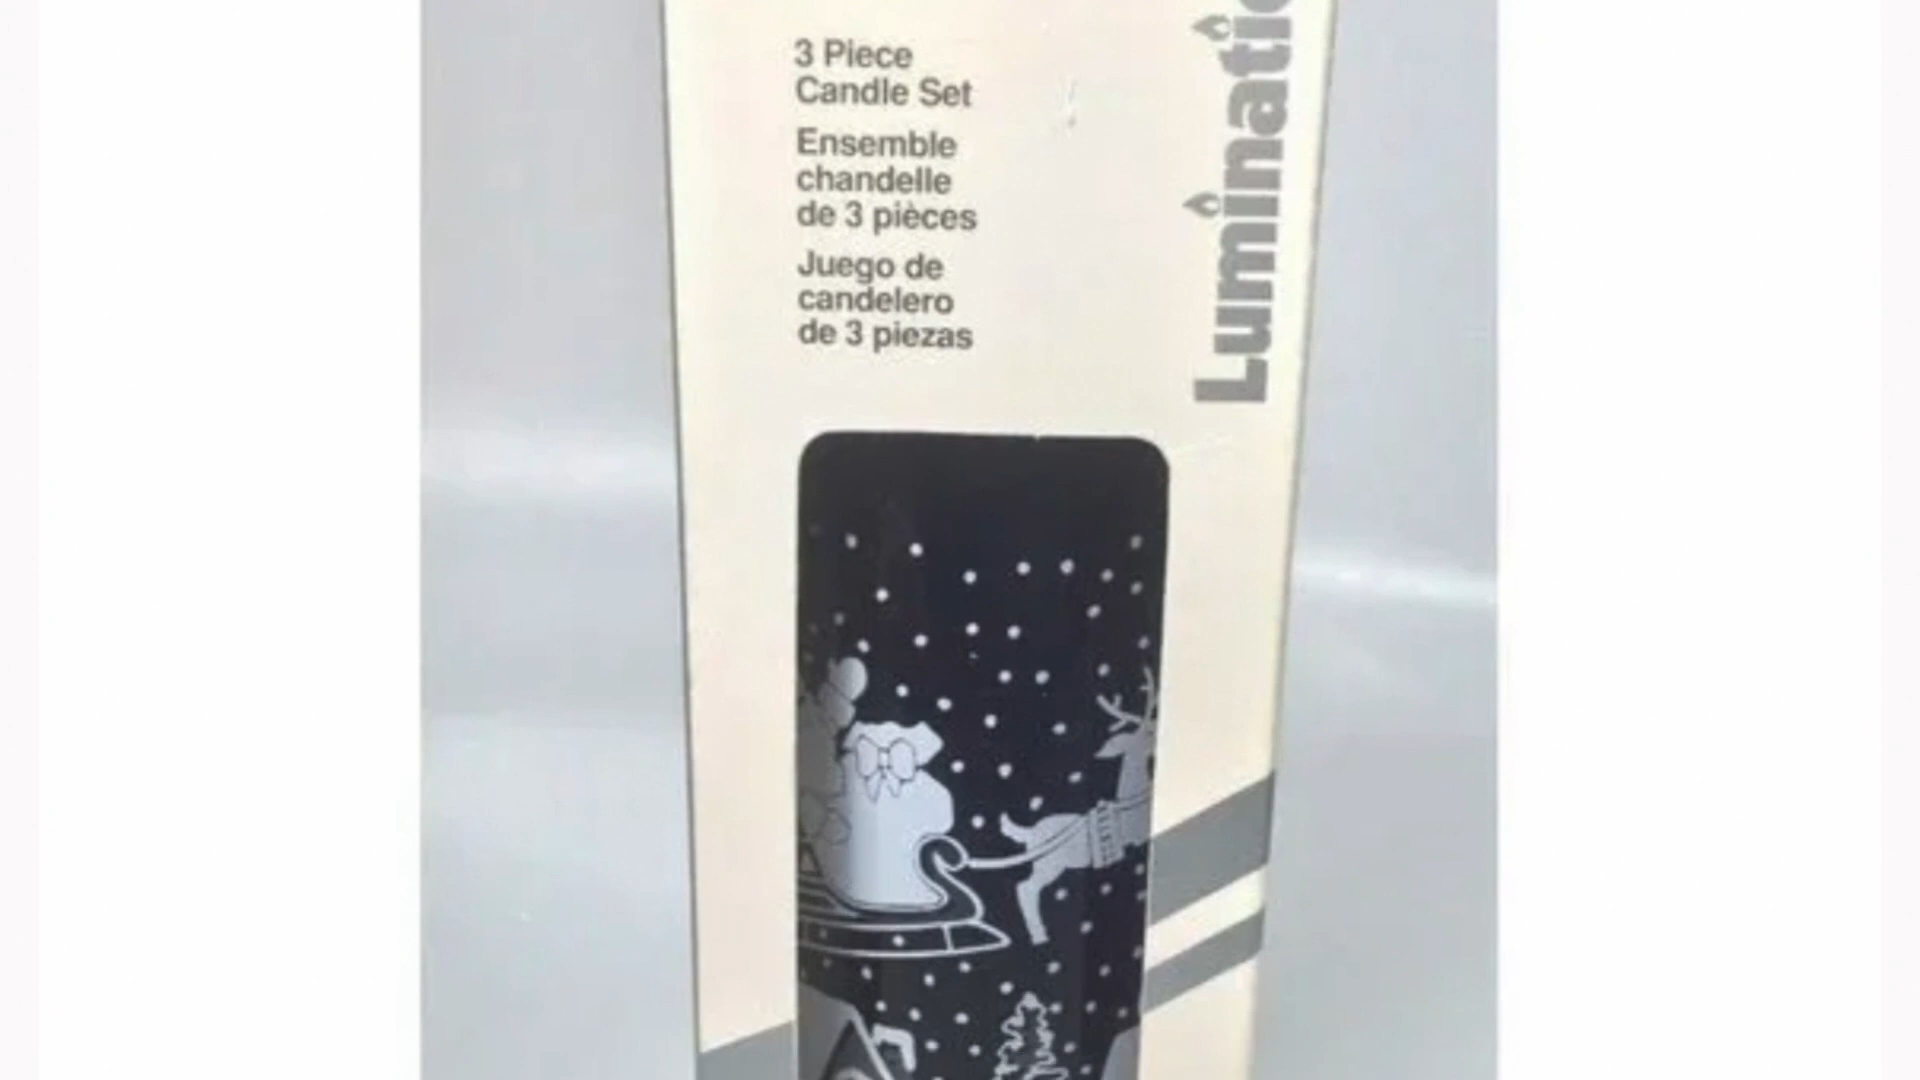 3 Piece
Candle Set
Ensemble
chandelle
de 3 pièces
Juego de
candelero
de 3 piezas